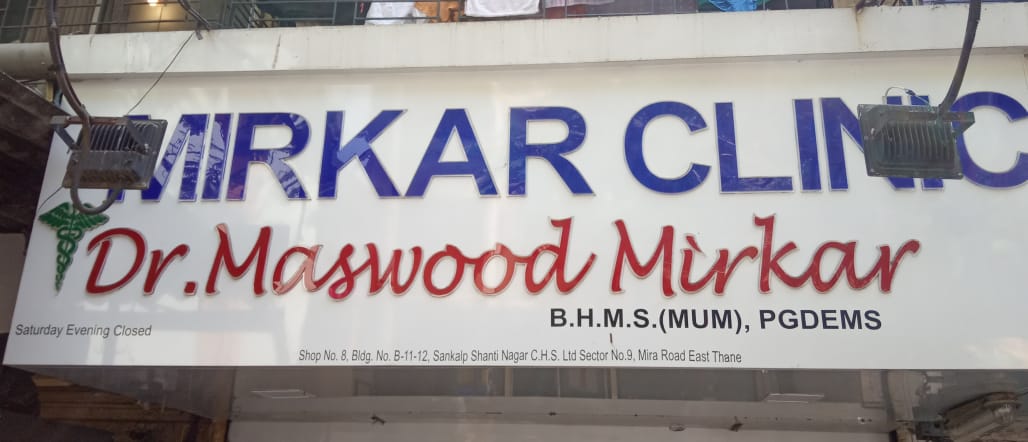 MIRKAR CLINIC
Dr. Maswood Mirkar
B.H.M.S.(MUM), PGDEMS
Saturday Evening Closed
Shop No. 8, Bldg. No. B-11-12, Sankalp Shanti Nagar C.H.S. Ltd Sector No.9, Mira Road East Thane